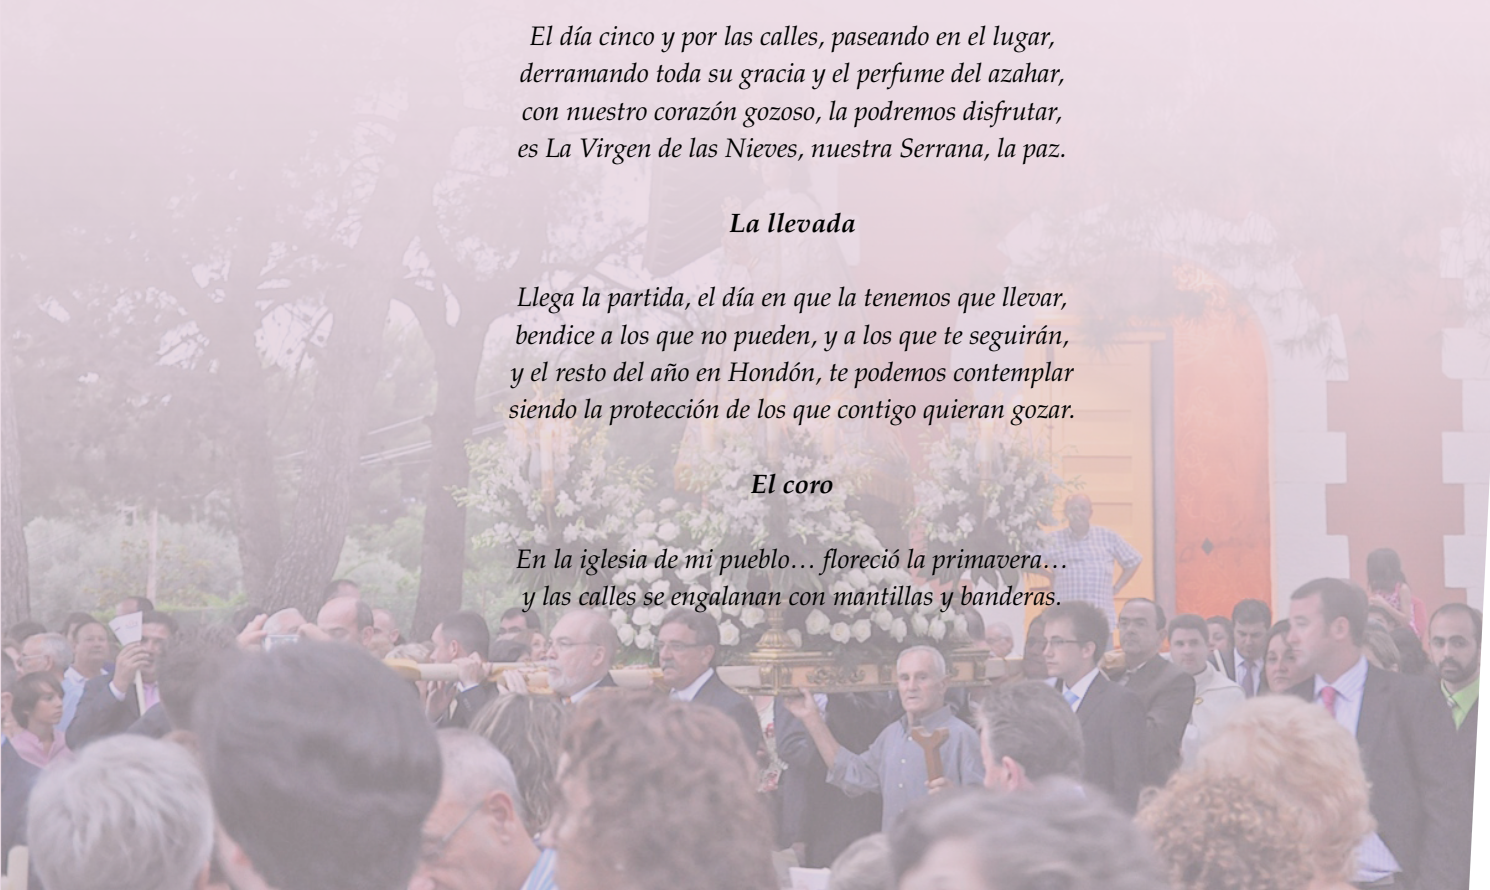 El día cinco y por las calles, paseando en el lugar,
derramando toda su gracia y el perfume del azahar,
con nuestro corazón gozoso, la podremos disfrutar,
es La Virgen de las Nieves, nuestra Serrana, la paz.
La llevada
Llega la partida, el día en que la tenemos que llevar,
bendice a los que no pueden, y a los que te seguirán,
y el resto del año en Hondón, te podemos contemplar
siendo la protección de los que contigo quieran gozar.
El coro
En la iglesia de mi pueblo… floreció la primavera…
y las calles se engalanan con mantillas y banderas.